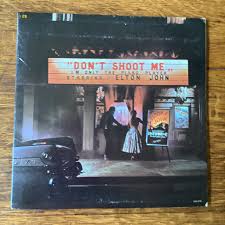 "DON'T SHOOT ME
I'M ONLY THE PIANO PLAYER"
STARRING ELTON JOHN